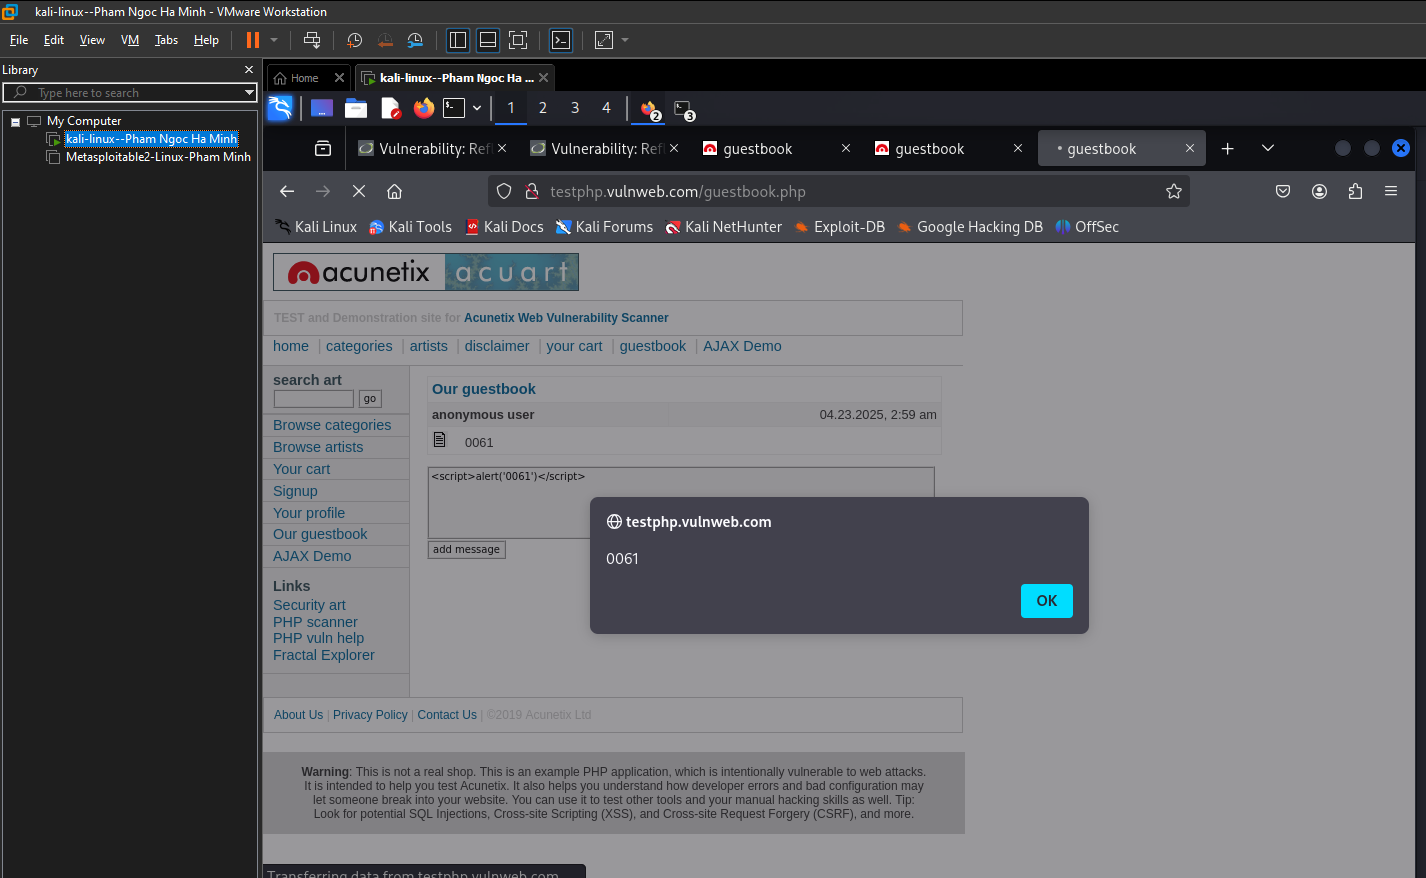 kali-linux--Pham Ngoc Ha Minh - VMware Workstation
File Edit View VM Tabs Help
Library
Type here to search
My Computer
kali-linux--Pham Ngoc Ha Minh
Metasploitable2-Linux-Pham Minh
Home kali-linux--Pham Ngoc Ha ...
1 2 3 4 2 3
Vulnerability: Refl Vulnerability: Refl guestbook guestbook guestbook
testphp.vulnweb.com/guestbook.php
Kali Linux Kali Tools Kali Docs Kali Forums Kali NetHunter Exploit-DB Google Hacking DB OffSec
acunetix acuart
TEST and Demonstration site for Acunetix Web Vulnerability Scanner
home | categories | artists | disclaimer | your cart | guestbook | AJAX Demo
search art
go
Browse categories
Browse artists
Your cart
Signup
Your profile
Our guestbook
AJAX Demo
Links
Security art
PHP scanner
PHP vuln help
Fractal Explorer
Our guestbook
anonymous user 04.23.2025, 2:59 am
0061
<script>alert('0061')</script>
add message
testphp.vulnweb.com
0061
OK
About Us | Privacy Policy | Contact Us | ©2019 Acunetix Ltd
Warning: This is not a real shop. This is an example PHP application, which is intentionally vulnerable to web attacks.
It is intended to help you test Acunetix. It also helps you understand how developer errors and bad configuration may
let someone break into your website. You can use it to test other tools and your manual hacking skills as well. Tip:
Look for potential SQL Injections, Cross-site Scripting (XSS), and Cross-site Request Forgery (CSRF), and more.
Transferring data from testphp.vulnweb.com